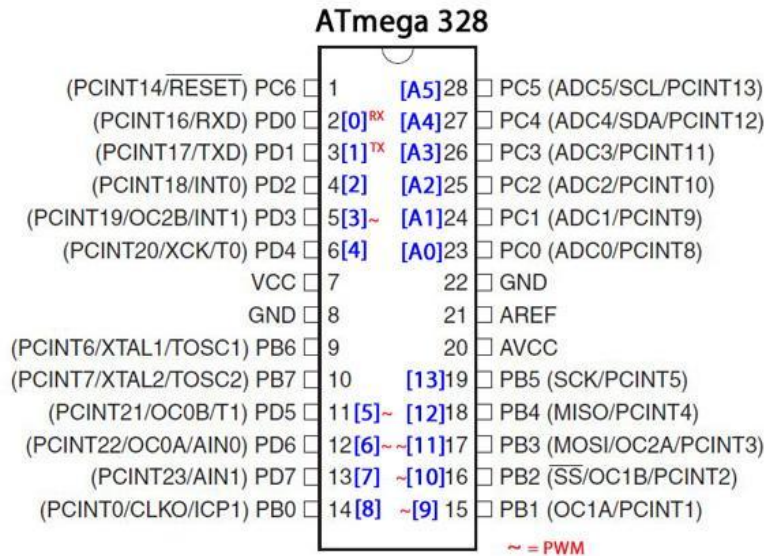 ATmega 328
(PCINT14/RESET) PC6 1 [A5] 28 PC5 (ADC5/SCL/PCINT13)
(PCINT16/RXD) PD0 2 [0] RX [A4] 27 PC4 (ADC4/SDA/PCINT12)
(PCINT17/TXD) PD1 3 [1] TX [A3] 26 PC3 (ADC3/PCINT11)
(PCINT18/INT0) PD2 4 [2] [A2] 25 PC2 (ADC2/PCINT10)
(PCINT19/OC2B/INT1) PD3 5 [3]~ [A1] 24 PC1 (ADC1/PCINT9)
(PCINT20/XCK/T0) PD4 6 [4] [A0] 23 PC0 (ADC0/PCINT8)
VCC 7 22 GND
GND 8 21 AREF
(PCINT6/XTAL1/TOSC1) PB6 9 20 AVCC
(PCINT7/XTAL2/TOSC2) PB7 10 [13] 19 PB5 (SCK/PCINT5)
(PCINT21/OC0B/T1) PD5 11 [5]~ [12] 18 PB4 (MISO/PCINT4)
(PCINT22/OC0A/AIN0) PD6 12 [6]~ ~[11] 17 PB3 (MOSI/OC2A/PCINT3)
(PCINT23/AIN1) PD7 13 [7] ~[10] 16 PB2 (SS/OC1B/PCINT2)
(PCINT0/CLKO/ICP1) PB0 14 [8] ~[9] 15 PB1 (OC1A/PCINT1)
~ = PWM